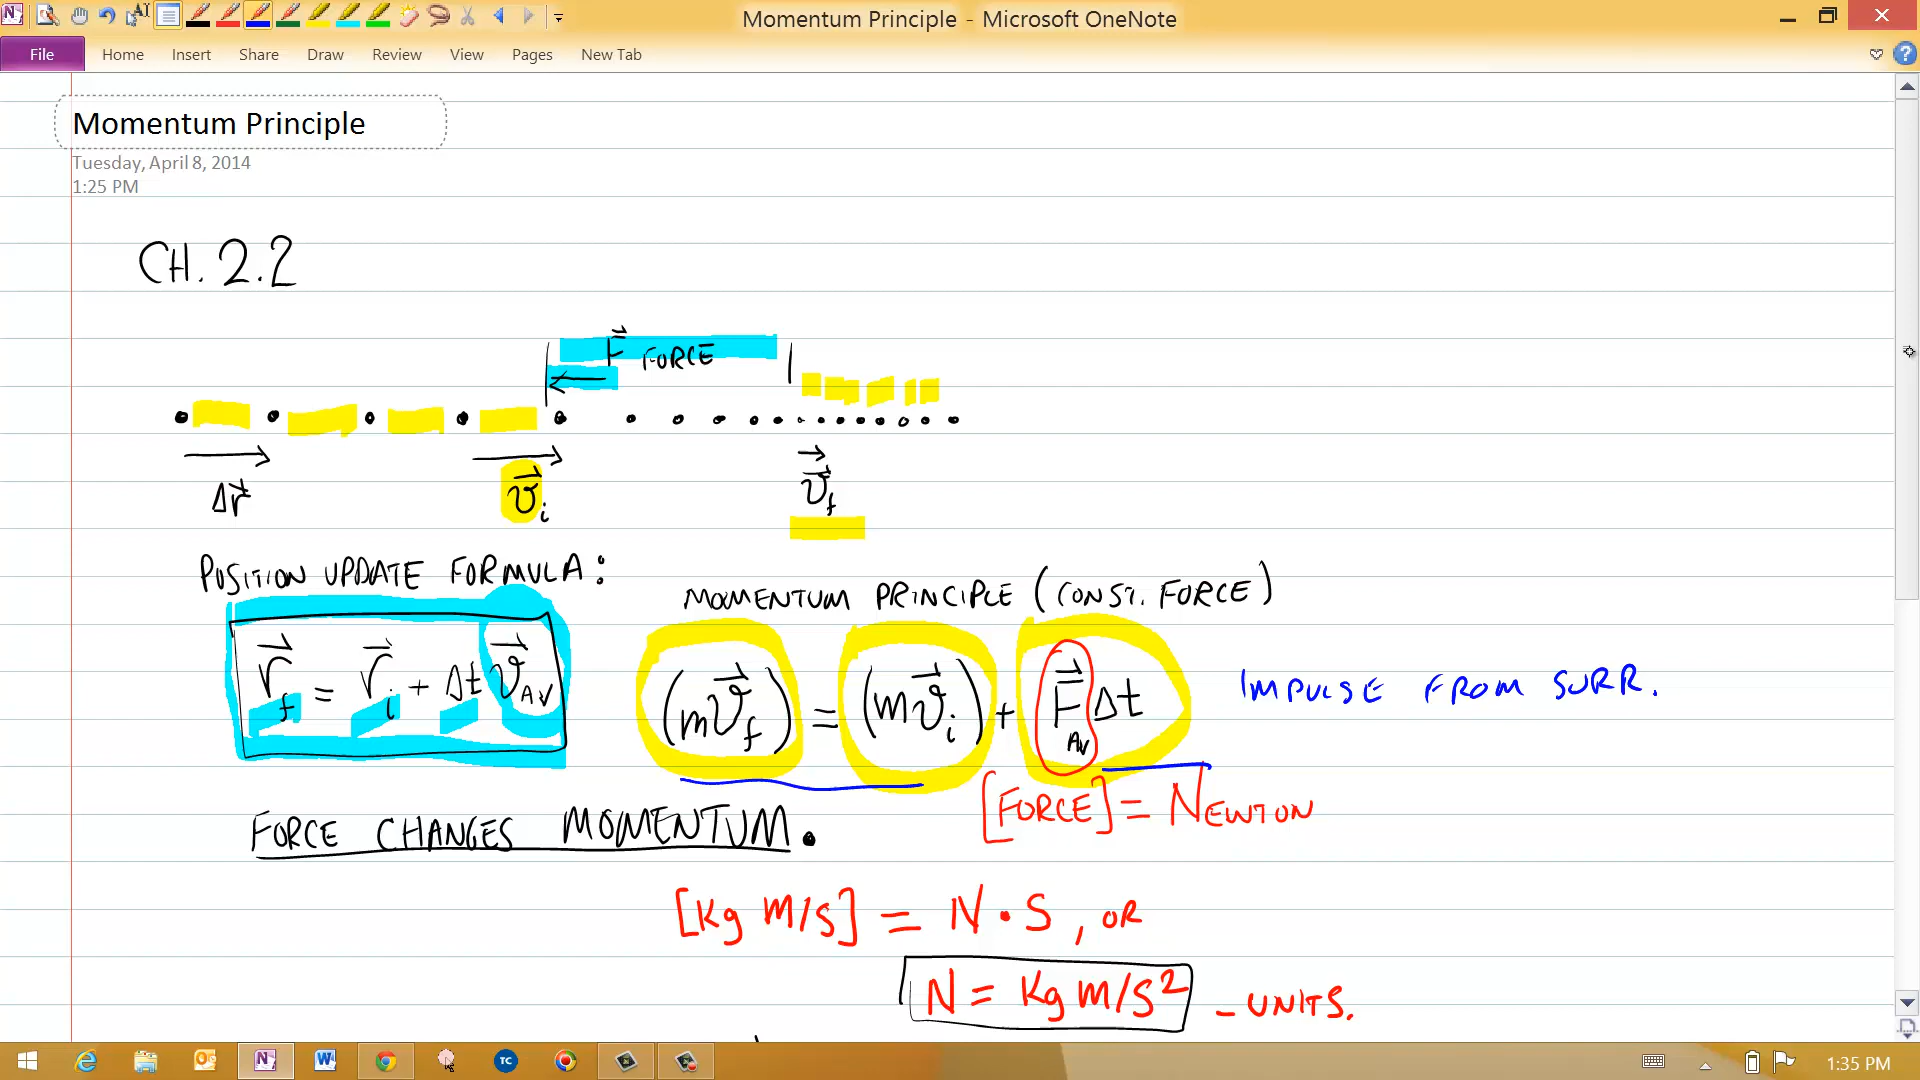 Momentum Principle - Microsoft OneNote
File Home Insert Share Draw Review View Pages New Tab
Momentum Principle
Tuesday, April 8, 2014
1:25 PM
CH. 2.2
F⃗ FORCE
Δr⃗ v⃗i v⃗f
POSITION UPDATE FORMULA:
MOMENTUM PRINCIPLE (CONST. FORCE)
r⃗f = r⃗i + Δt v⃗AV
(mv⃗f) = (mv⃗i) + F⃗AV Δt
IMPULSE FROM SURR.
[FORCE] = NEWTON
FORCE CHANGES MOMENTUM.
[Kg M/S] = N • S, OR
N = Kg M/S² - UNITS.
1:35 PM